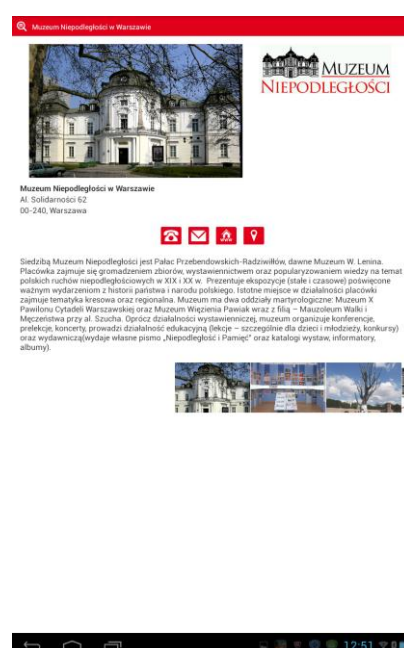 Muzeum Niepodległości w Warszawie
MUZEUM
NIEPODLEGŁOŚCI
Muzeum Niepodległości w Warszawie
Al. Solidarności 62
00-240, Warszawa
Siedzibą Muzeum Niepodległości jest Pałac Przebendowskich-Radziwiłłów, dawne Muzeum W. Lenina.
Placówka zajmuje się gromadzeniem zbiorów, wystawiennictwem oraz popularyzowaniem wiedzy na temat
polskich ruchów niepodległościowych w XIX i XX w. Prezentuje ekspozycje (stałe i czasowe) poświęcone
ważnym wydarzeniom z historii państwa i narodu polskiego. Istotne miejsce w działalności placówki
zajmuje tematyka kresowa oraz regionalna. Muzeum ma dwa oddziały martyrologiczne: Muzeum X
Pawilonu Cytadeli Warszawskiej oraz Muzeum Więzienia Pawiak wraz z filią – Mauzoleum Walki i
Męczeństwa przy al. Szucha. Oprócz działalności wystawienniczej, muzeum organizuje konferencje,
prelekcje, koncerty, prowadzi działalność edukacyjną (lekcje – szczególnie dla dzieci i młodzieży, konkursy)
oraz wydawniczą(wydaje własne pismo „Niepodległość i Pamięć" oraz katalogi wystaw, informatory,
albumy).
12:51